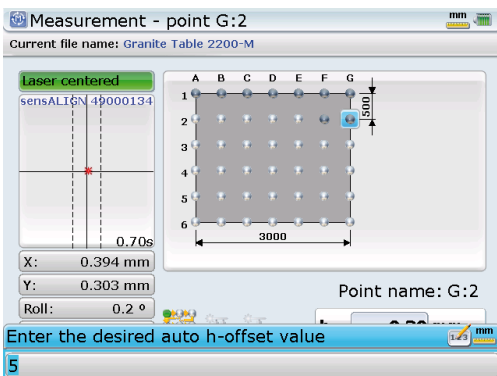 Measurement - point G:2
mm
Current file name: Granite Table 2200-M
Laser centered
sensALIGN 49000134
0.70s
A B C D E F G
1
2
3
4
5
6
500
3000
X: 0.394 mm
Y: 0.303 mm
Roll: 0.2 º
Point name: G:2
Enter the desired auto h-offset value
123 mm
5